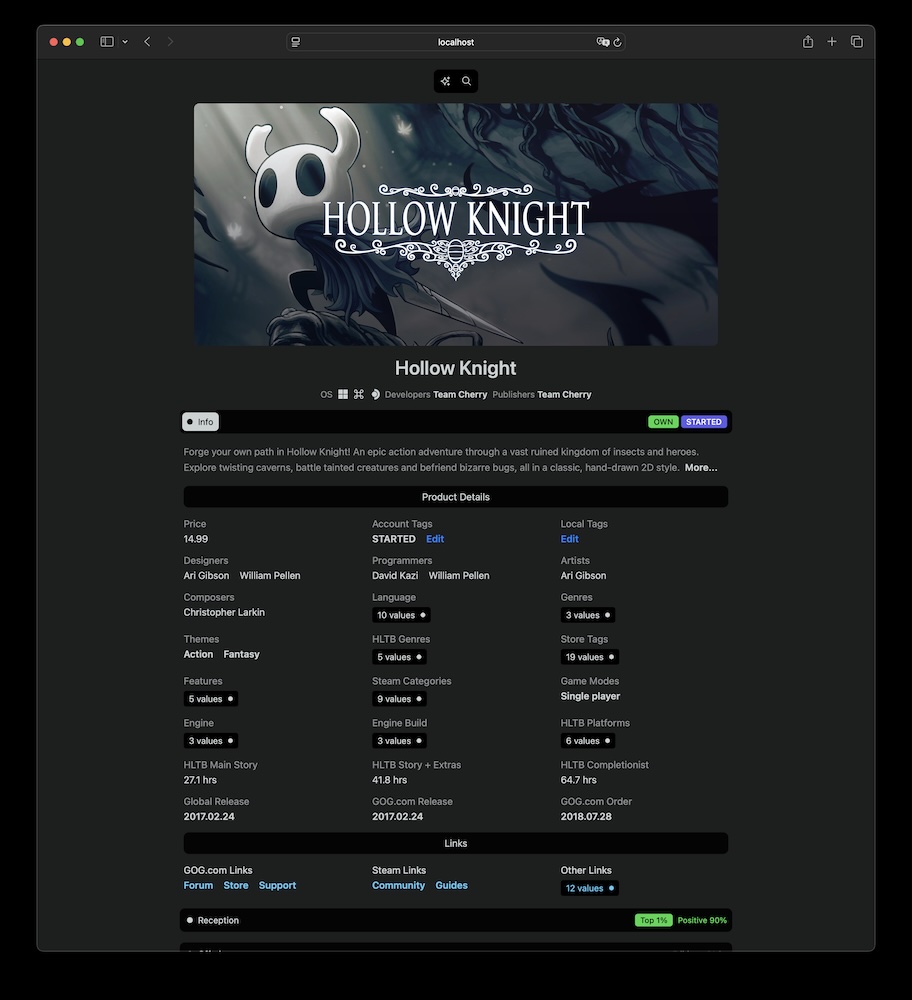 localhost
HOLLOW KNIGHT
Hollow Knight
OS Developers Team Cherry Publishers Team Cherry
Info OWN STARTED
Forge your own path in Hollow Knight! An epic action adventure through a vast ruined kingdom of insects and heroes.
Explore twisting caverns, battle tainted creatures and befriend bizarre bugs, all in a classic, hand-drawn 2D style. More...
Product Details
Price Account Tags Local Tags
14.99 STARTED Edit Edit
Designers Programmers Artists
Ari Gibson William Pellen David Kazi William Pellen Ari Gibson
Composers Language Genres
Christopher Larkin 10 values 3 values
Themes HLTB Genres Store Tags
Action Fantasy 5 values 19 values
Features Steam Categories Game Modes
5 values 9 values Single player
Engine Engine Build HLTB Platforms
3 values 3 values 6 values
HLTB Main Story HLTB Story + Extras HLTB Completionist
27.1 hrs 41.8 hrs 64.7 hrs
Global Release GOG.com Release GOG.com Order
2017.02.24 2017.02.24 2018.07.28
Links
GOG.com Links Steam Links Other Links
Forum Store Support Community Guides 12 values
Reception Top 1% Positive 90%